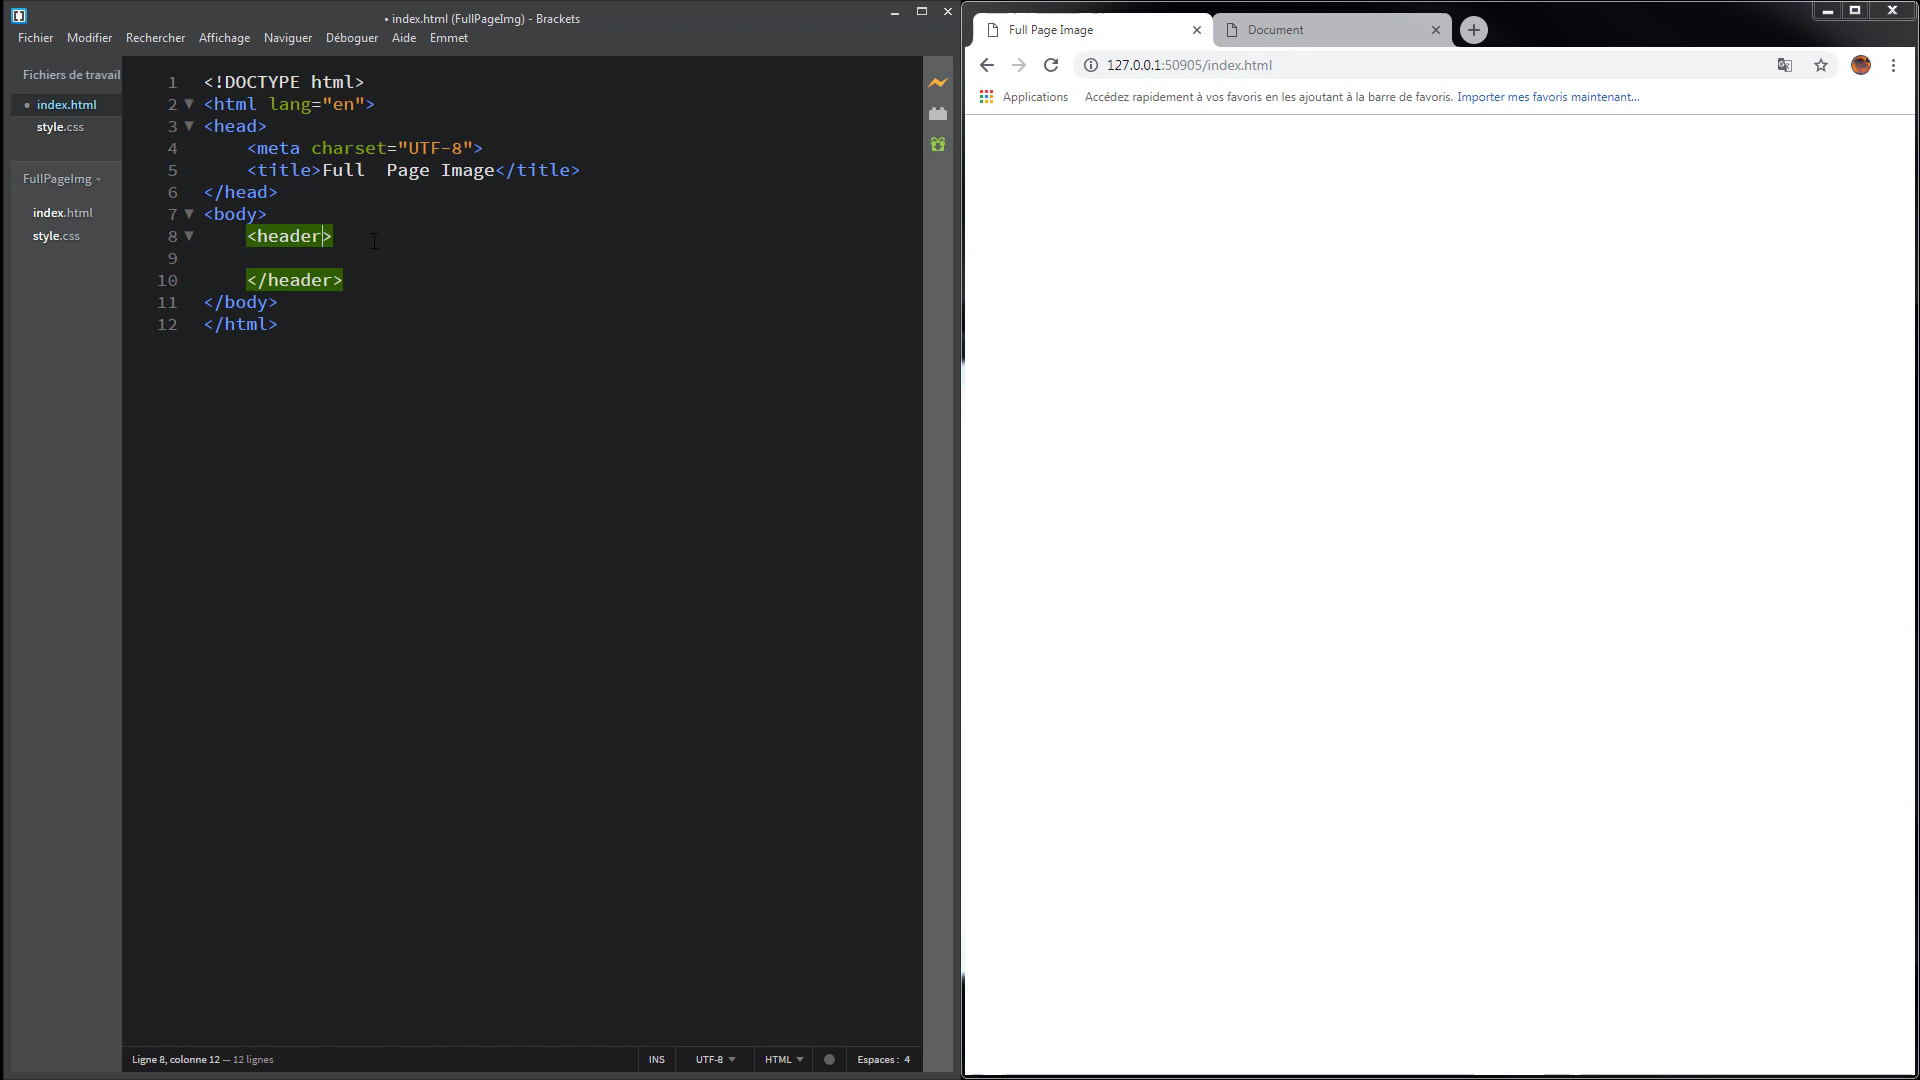 • index.html (FullPageImg) - Brackets
Fichier Modifier Rechercher Affichage Naviguer Déboguer Aide Emmet
Fichiers de travail
• index.html
style.css
FullPageImg
index.html
style.css
1 <!DOCTYPE html>
2 <html lang="en">
3 <head>
4 <meta charset="UTF-8">
5 <title>Full  Page Image</title>
6 </head>
7 <body>
8 <header>
9
10 </header>
11 </body>
12 </html>
Ligne 8, colonne 12 — 12 lignes
INS UTF-8 HTML Espaces : 4
Full Page Image
Document
127.0.0.1:50905/index.html
Applications Accédez rapidement à vos favoris en les ajoutant à la barre de favoris. Importer mes favoris maintenant...